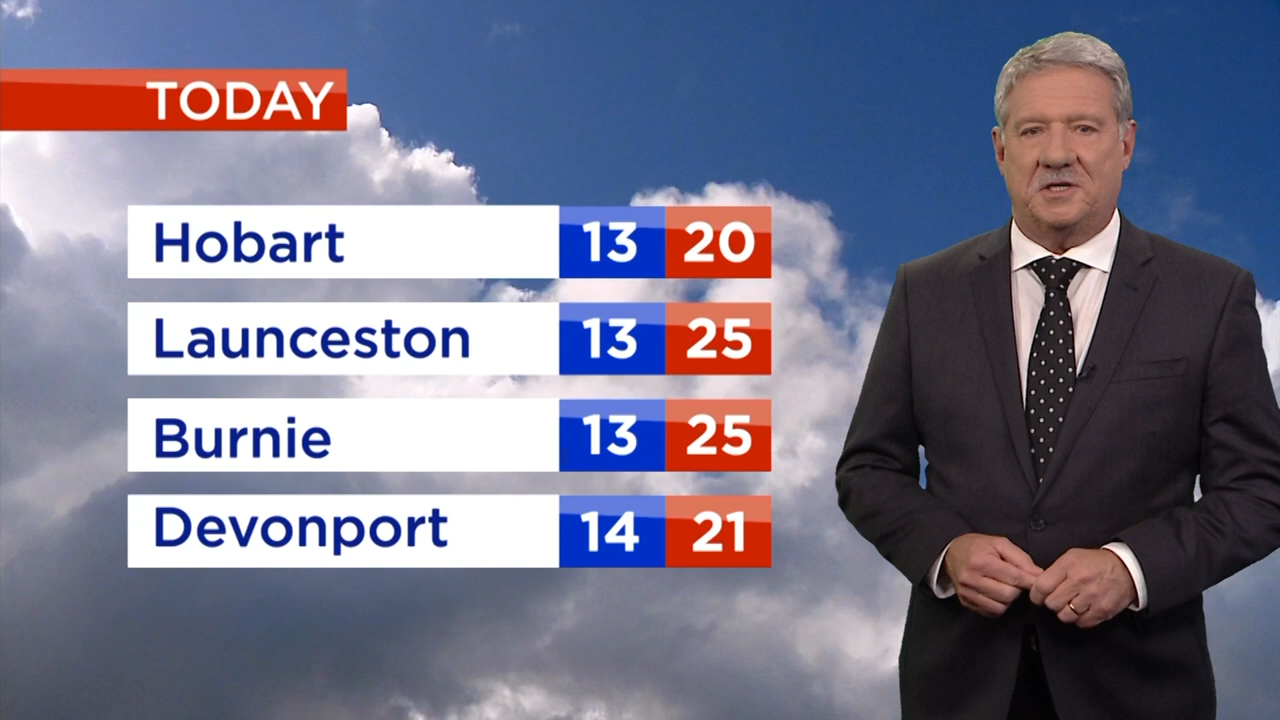 TODAY
Hobart 13 20
Launceston 13 25
Burnie 13 25
Devonport 14 21